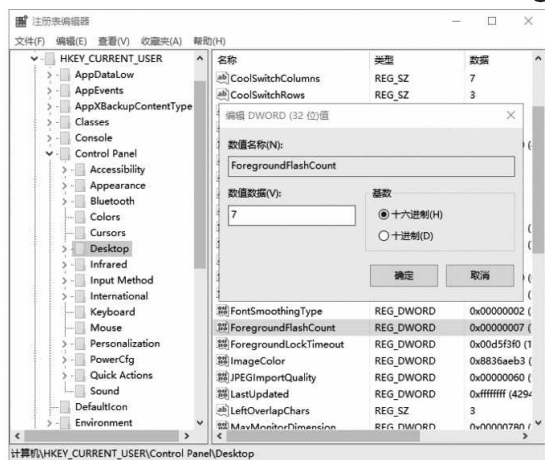 注册表编辑器
文件(F) 编辑(E) 查看(V) 收藏夹(A) 帮助(H)
HKEY_CURRENT_USER
AppDataLow
AppEvents
AppXBackupContentType
Classes
Console
Control Panel
Accessibility
Appearance
Bluetooth
Colors
Cursors
Desktop
Infrared
Input Method
International
Keyboard
Mouse
Personalization
PowerCfg
Quick Actions
Sound
DefaultIcon
Environment
名称 类型 数据
CoolSwitchColumns REG_SZ 7
CoolSwitchRows REG_SZ 3
编辑 DWORD (32 位)值
数值名称(N):
ForegroundFlashCount
数值数据(V):
7
基数
十六进制(H)
十进制(D)
确定 取消
FontSmoothingType REG_DWORD 0x00000002 (
ForegroundFlashCount REG_DWORD 0x00000007 (
ForegroundLockTimeout REG_DWORD 0x00d5f3f0 (1
ImageColor REG_DWORD 0x8836aeb3 (
JPEGImportQuality REG_DWORD 0x00000060 (
LastUpdated REG_DWORD 0xffffffff (4294
LeftOverlapChars REG_SZ 3
MaxMonitorDimension REG_DWORD 0x00000780 (
计算机\HKEY_CURRENT_USER\Control Panel\Desktop